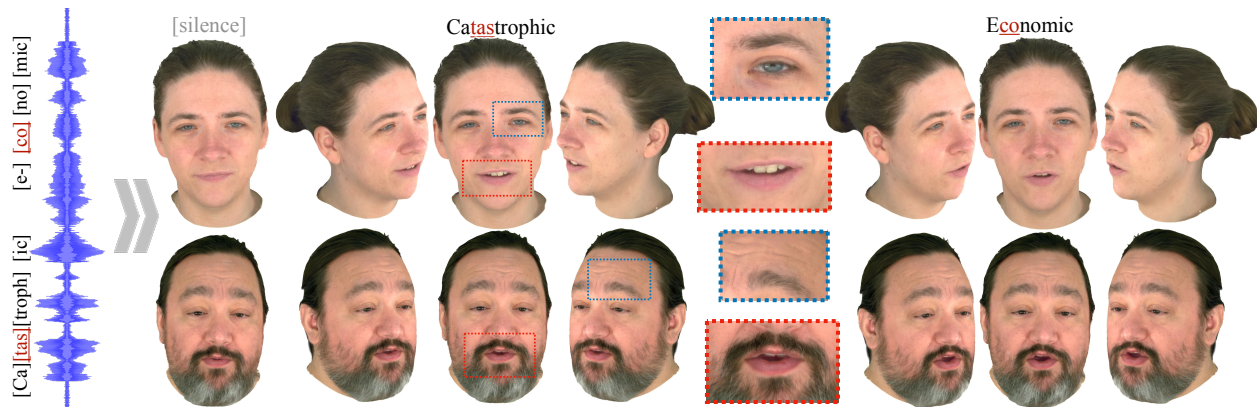 [silence]
Catastrophic
Economic
[Ca][tas][troph] [ic] [e-] [co] [no] [mic]